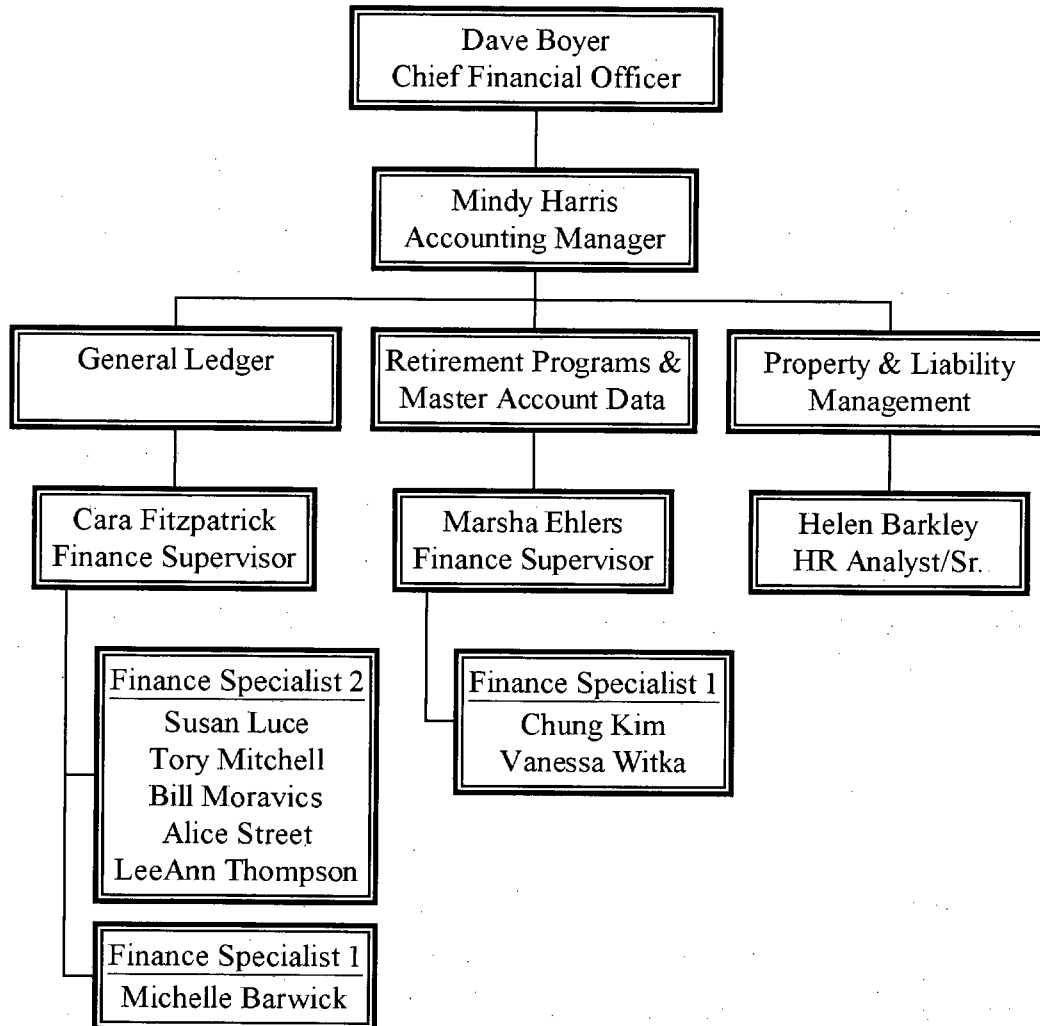 Dave Boyer
Chief Financial Officer
Mindy Harris
Accounting Manager
General Ledger
Retirement Programs &
Master Account Data
Property & Liability
Management
Cara Fitzpatrick
Finance Supervisor
Marsha Ehlers
Finance Supervisor
Helen Barkley
HR Analyst/Sr.
Finance Specialist 2
Susan Luce
Tory Mitchell
Bill Moravics
Alice Street
LeeAnn Thompson
Finance Specialist 1
Chung Kim
Vanessa Witka
Finance Specialist 1
Michelle Barwick